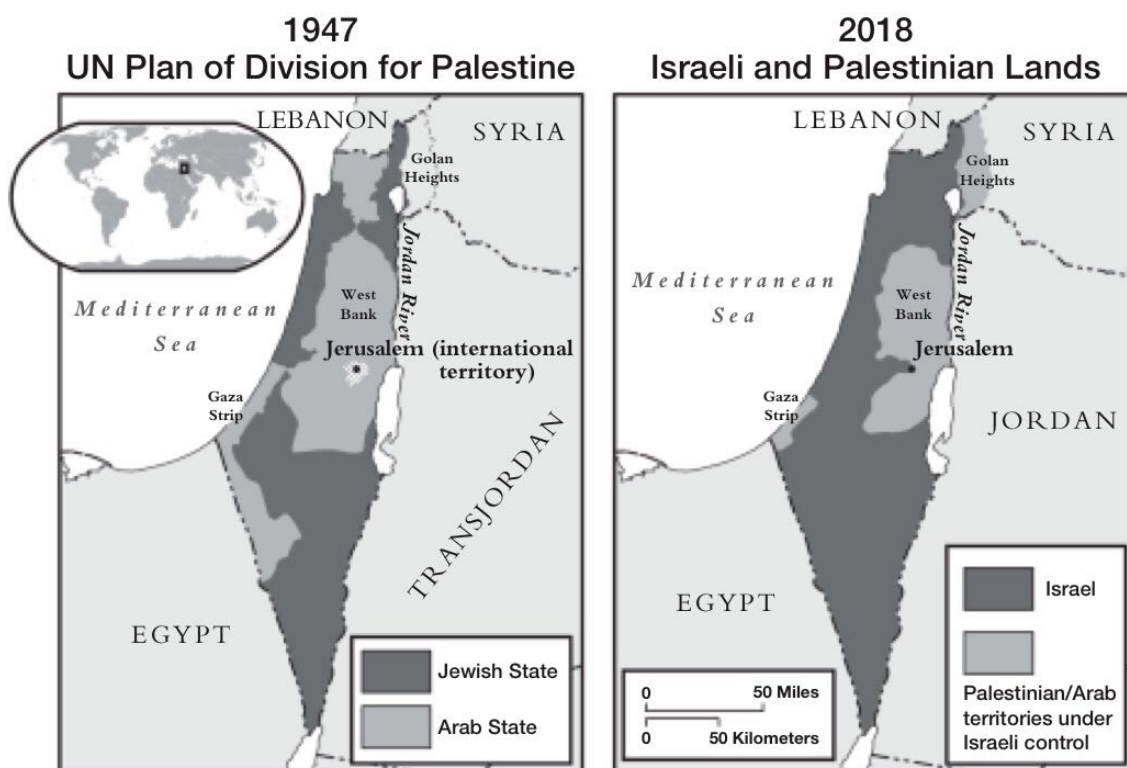 1947
UN Plan of Division for Palestine
LEBANON
SYRIA
Golan
Heights
Jordan River
Mediterranean
Sea
West
Bank
Jerusalem (international
territory)
Gaza
Strip
TRANSJORDAN
EGYPT
Jewish State
Arab State
2018
Israeli and Palestinian Lands
LEBANON
SYRIA
Golan
Heights
Jordan River
Mediterranean
Sea
West
Bank
Jerusalem
Gaza
Strip
JORDAN
EGYPT
0 50 Miles
0 50 Kilometers
Israel
Palestinian/Arab
territories under
Israeli control